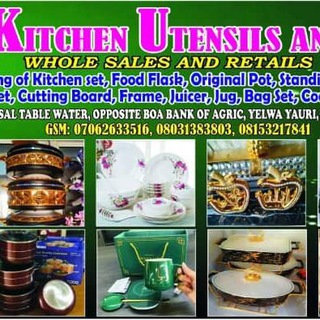 KITCHEN UTENSILS AN
WHOLE SALES AND RETAILS
ng of Kitchen set, Food Flask, Original Pot, Standi
et, Cutting Board, Frame, Juicer, Jug, Bag Set, Coo
SAL TABLE WATER, OPPOSITE BOA BANK OF AGRIC, YELWA YAURI,
GSM: 07062633516, 08031383803, 08153217841